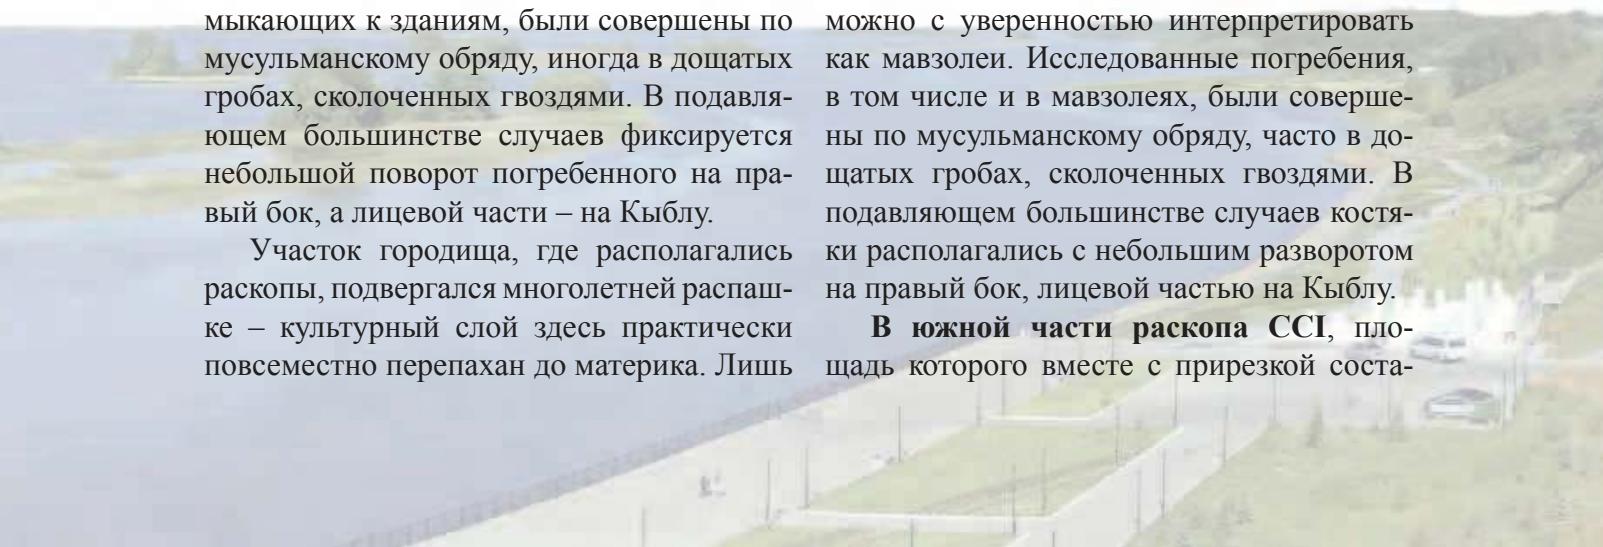 мыкающих к зданиям, были совершены по
мусульманскому обряду, иногда в дощатых
гробах, сколоченных гвоздями. В подавля-
ющем большинстве случаев фиксируется
небольшой поворот погребенного на пра-
вый бок, а лицевой части – на Кыблу.
Участок городища, где располагались
раскопы, подвергался многолетней распаш-
ке – культурный слой здесь практически
повсеместно перепахан до материка. Лишь
можно с уверенностью интерпретировать
как мавзолеи. Исследованные погребения,
в том числе и в мавзолеях, были соверше-
ны по мусульманскому обряду, часто в до-
щатых гробах, сколоченных гвоздями. В
подавляющем большинстве случаев костя-
ки располагались с небольшим разворотом
на правый бок, лицевой частью на Кыблу.
В южной части раскопа CCI, пло-
щадь которого вместе с прирезкой соста-